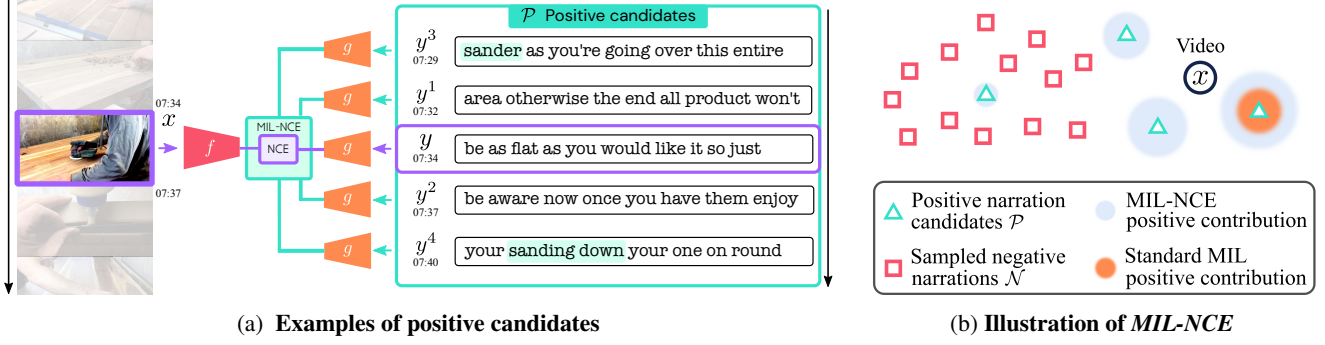 𝒫 Positive candidates
y³
07:29
sander as you're going over this entire
07:34
x
y¹
07:32
area otherwise the end all product won't
MIL-NCE
NCE
f
g
g
g
g
g
y
07:34
be as flat as you would like it so just
07:37
y²
07:37
be aware now once you have them enjoy
y⁴
07:40
your sanding down your one on round
(a) Examples of positive candidates
Video
x
Positive narration
candidates 𝒫
MIL-NCE
positive contribution
Sampled negative
narrations 𝒩
Standard MIL
positive contribution
(b) Illustration of MIL-NCE